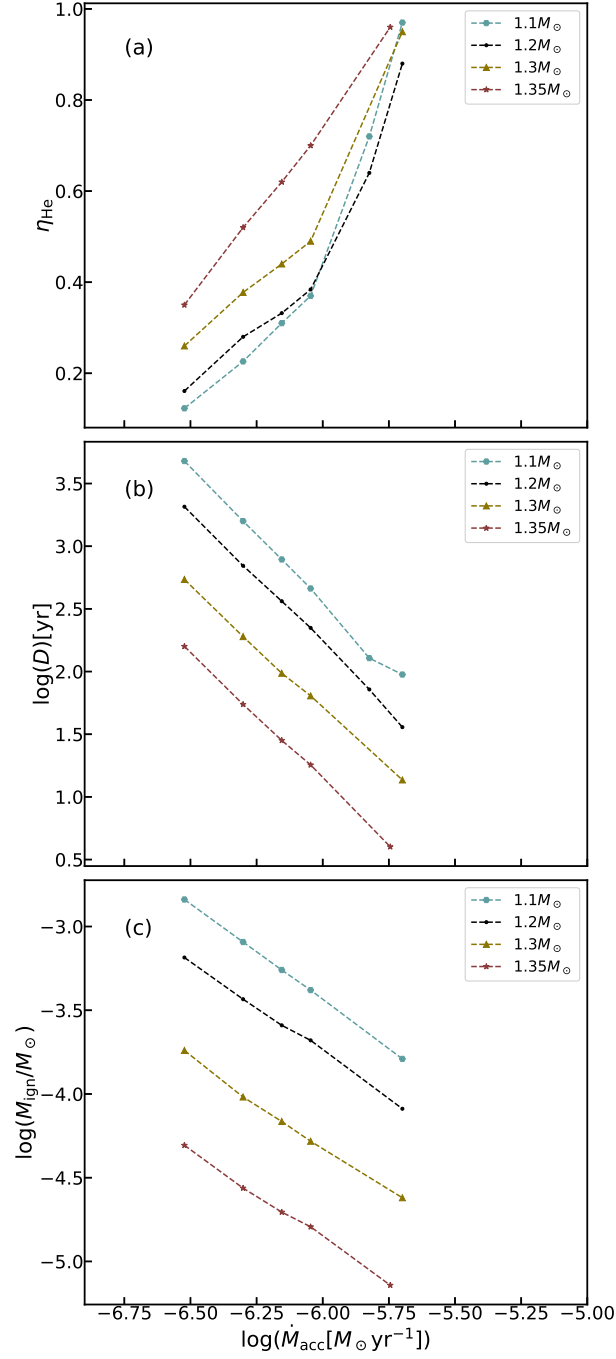 (a)
1.1M⊙
1.2M⊙
1.3M⊙
1.35M⊙
1.0
0.8
0.6
0.4
0.2
ηHe
(b)
1.1M⊙
1.2M⊙
1.3M⊙
1.35M⊙
3.5
3.0
2.5
2.0
1.5
1.0
0.5
log(D)[yr]
(c)
1.1M⊙
1.2M⊙
1.3M⊙
1.35M⊙
−3.0
−3.5
−4.0
−4.5
−5.0
log(Mign/M⊙)
−6.75 −6.50 −6.25 −6.00 −5.75 −5.50 −5.25 −5.00
log(Ṁacc[M⊙ yr⁻¹])